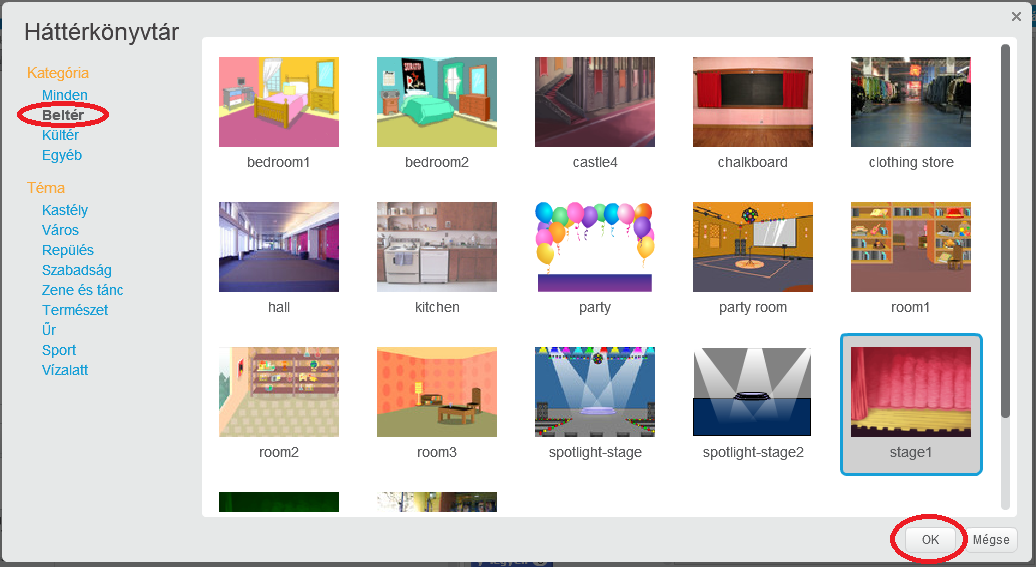 Háttérkönyvtár
Kategória
Minden
Beltér
Kültér
Egyéb
Téma
Kastély
Város
Repülés
Szabadság
Zene és tánc
Természet
Űr
Sport
Vízalatt
bedroom1
bedroom2
castle4
chalkboard
clothing store
hall
kitchen
party
party room
room1
room2
room3
spotlight-stage
spotlight-stage2
stage1
OK
Mégse